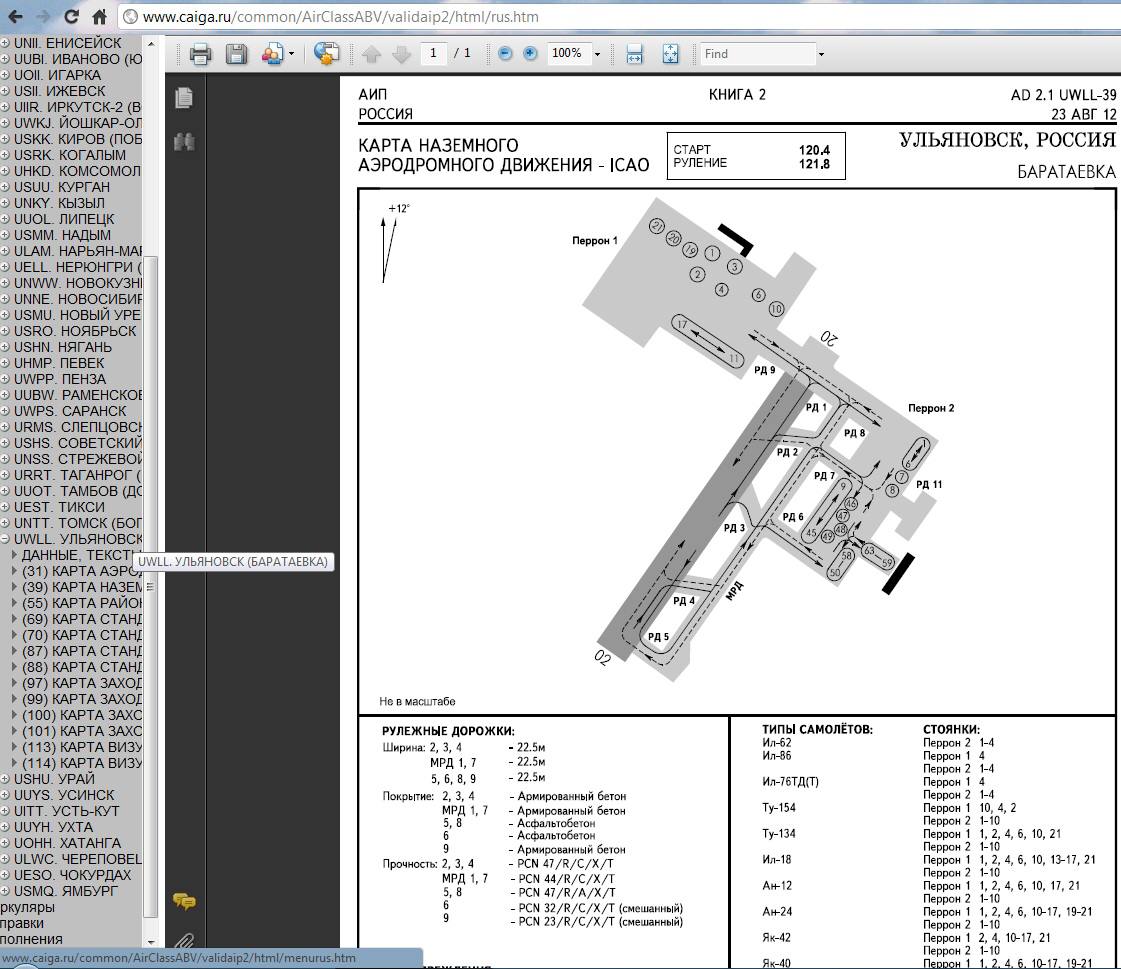 www.caiga.ru/common/AirClassABV/validaip2/html/rus.htm
1 / 1
100%
Find
UNII. ЕНИСЕЙСК
UUBI. ИВАНОВО (Ю
UOII. ИГАРКА
USII. ИЖЕВСК
UIIR. ИРКУТСК-2 (В
UWKJ. ЙОШКАР-ОЛ
USKK. КИРОВ (ПОБ
USRK. КОГАЛЫМ
UHKD. КОМСОМОЛ
USUU. КУРГАН
UNKY. КЫЗЫЛ
UUOL. ЛИПЕЦК
USMM. НАДЫМ
ULAM. НАРЬЯН-МАР
UELL. НЕРЮНГРИ (
UNWW. НОВОКУЗН
UNNE. НОВОСИБИР
USMU. НОВЫЙ УРЕ
USRO. НОЯБРЬСК
USHN. НЯГАНЬ
UHMP. ПЕВЕК
UWPP. ПЕНЗА
UUBW. РАМЕНСКОЕ
UWPS. САРАНСК
URMS. СЛЕПЦОВСК
USHS. СОВЕТСКИЙ
UNSS. СТРЕЖЕВОЙ
URRT. ТАГАНРОГ (
UUOT. ТАМБОВ (ДО
UEST. ТИКСИ
UNTT. ТОМСК (БОГ
UWLL. УЛЬЯНОВСК
ДАННЫЕ, ТЕКСТЫ
UWLL. УЛЬЯНОВСК (БАРАТАЕВКА)
(31) КАРТА АЭРОД
(39) КАРТА НАЗЕМ
(55) КАРТА РАЙОН
(69) КАРТА СТАНД
(70) КАРТА СТАНД
(87) КАРТА СТАНД
(88) КАРТА СТАНД
(97) КАРТА ЗАХОД
(99) КАРТА ЗАХОД
(100) КАРТА ЗАХО
(101) КАРТА ЗАХО
(113) КАРТА ВИЗУ
(114) КАРТА ВИЗУ
USHU. УРАЙ
UUYS. УСИНСК
UITT. УСТЬ-КУТ
UUYH. УХТА
UOHH. ХАТАНГА
ULWC. ЧЕРЕПОВЕЦ
UESO. ЧОКУРДАХ
USMQ. ЯМБУРГ
ркуляры
правки
полнения
www.caiga.ru/common/AirClassABV/validaip2/html/menurus.htm
АИП КНИГА 2 AD 2.1 UWLL-39
РОССИЯ 23 АВГ 12
КАРТА НАЗЕМНОГО
АЭРОДРОМНОГО ДВИЖЕНИЯ - ICAO
СТАРТ 120.4
РУЛЕНИЕ 121.8
УЛЬЯНОВСК, РОССИЯ
БАРАТАЕВКА
+12°
Перрон 1
21
20
19
1
3
2
4
6
10
17
11
20
РД 9
РД 1
Перрон 2
РД 8
РД 2
1
6
7
8
РД 11
РД 7
9
46
47
48
49
45
РД 6
РД 3
58
50
63
59
МРД
РД 4
РД 5
02
Не в масштабе
РУЛЕЖНЫЕ ДОРОЖКИ:
Ширина: 2, 3, 4 - 22.5м
МРД 1, 7 - 22.5м
5, 6, 8, 9 - 22.5м
Покрытие: 2, 3, 4 - Армированный бетон
МРД 1, 7 - Армированный бетон
5, 8 - Асфальтобетон
6 - Асфальтобетон
9 - Армированный бетон
Прочность: 2, 3, 4 - PCN 47/R/C/X/T
МРД 1, 7 - PCN 44/R/C/X/T
5, 8 - PCN 47/R/A/X/T
6 - PCN 32/R/C/X/T (смешанный)
9 - PCN 23/R/C/X/T (смешанный)
ТИПЫ САМОЛЁТОВ: СТОЯНКИ:
Ил-62 Перрон 2 1-4
Ил-86 Перрон 1 4
Перрон 2 1-4
Ил-76ТД(Т) Перрон 1 4
Перрон 2 1-4
Ту-154 Перрон 1 10, 4, 2
Перрон 2 1-10
Ту-134 Перрон 1 1, 2, 4, 6, 10, 21
Перрон 2 1-10
Ил-18 Перрон 1 1, 2, 4, 6, 10, 13-17, 21
Перрон 2 1-10
Ан-12 Перрон 1 1, 2, 4, 6, 10, 17, 21
Перрон 2 1-10
Ан-24 Перрон 1 1, 2, 4, 6, 10-17, 19-21
Перрон 2 1-10
Як-42 Перрон 1 2, 4, 10-17, 21
Перрон 2 1-10
Як-40 Перрон 1 1, 2, 4, 6, 10-17, 19-21